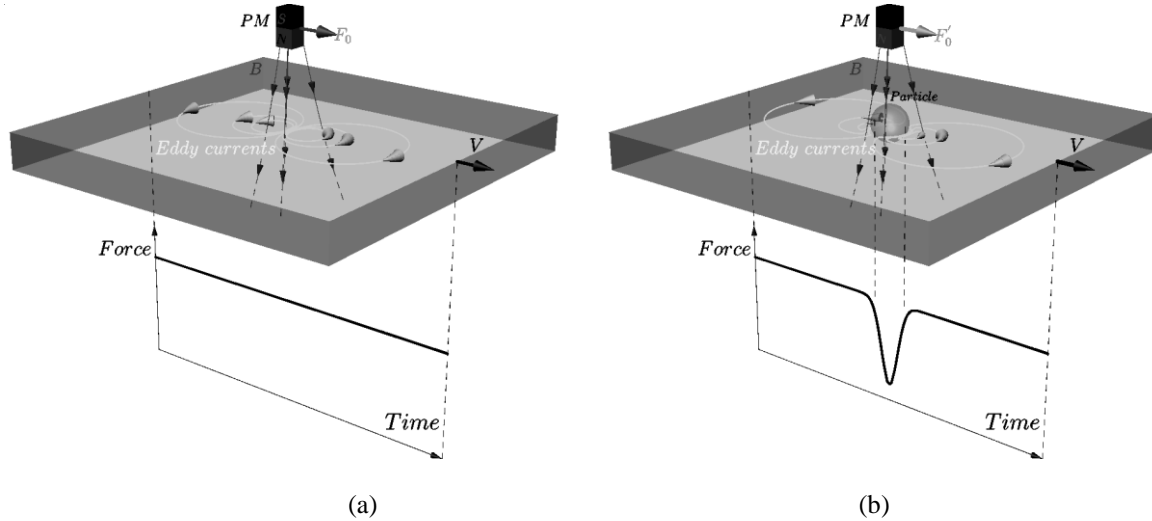 PM S N F₀
B
Eddy currents
V
Force
Time
(a)
PM F₀′
B
Particle
Eddy currents
V
Force
Time
(b)